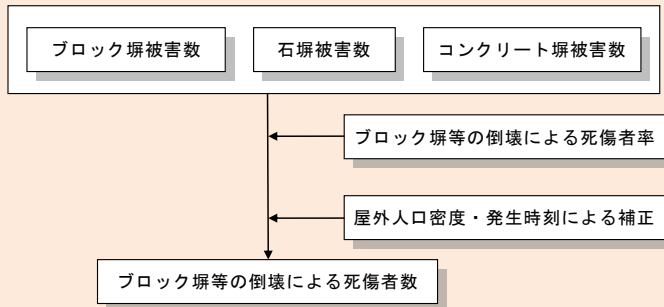 ブロック塀被害数
石塀被害数
コンクリート塀被害数
ブロック塀等の倒壊による死傷者率
屋外人口密度・発生時刻による補正
ブロック塀等の倒壊による死傷者数